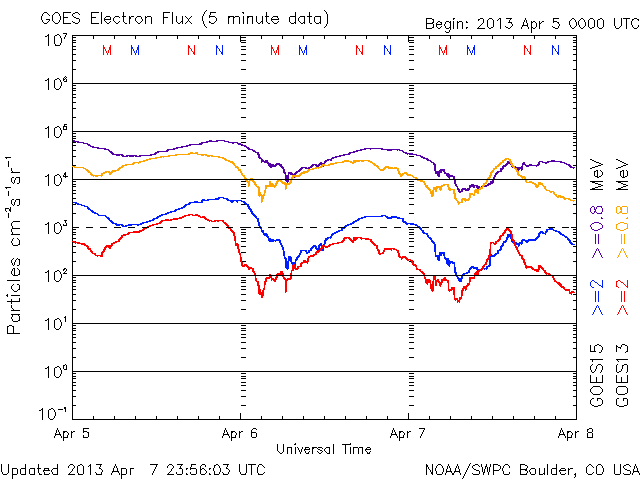 GOES Electron Flux (5 minute data)
Begin: 2013 Apr 5 0000 UTC
10⁷
M M N N M M N N M M N N
10⁶
10⁵
10⁴
10³
10²
10¹
10⁰
10⁻¹
Particles cm⁻²s⁻¹sr⁻¹
Apr 5 Apr 6 Apr 7 Apr 8
Universal Time
GOES15 >=2 >=0.8 MeV
GOES13 >=2 >=0.8 MeV
Updated 2013 Apr 7 23:56:03 UTC
NOAA/SWPC Boulder, CO USA